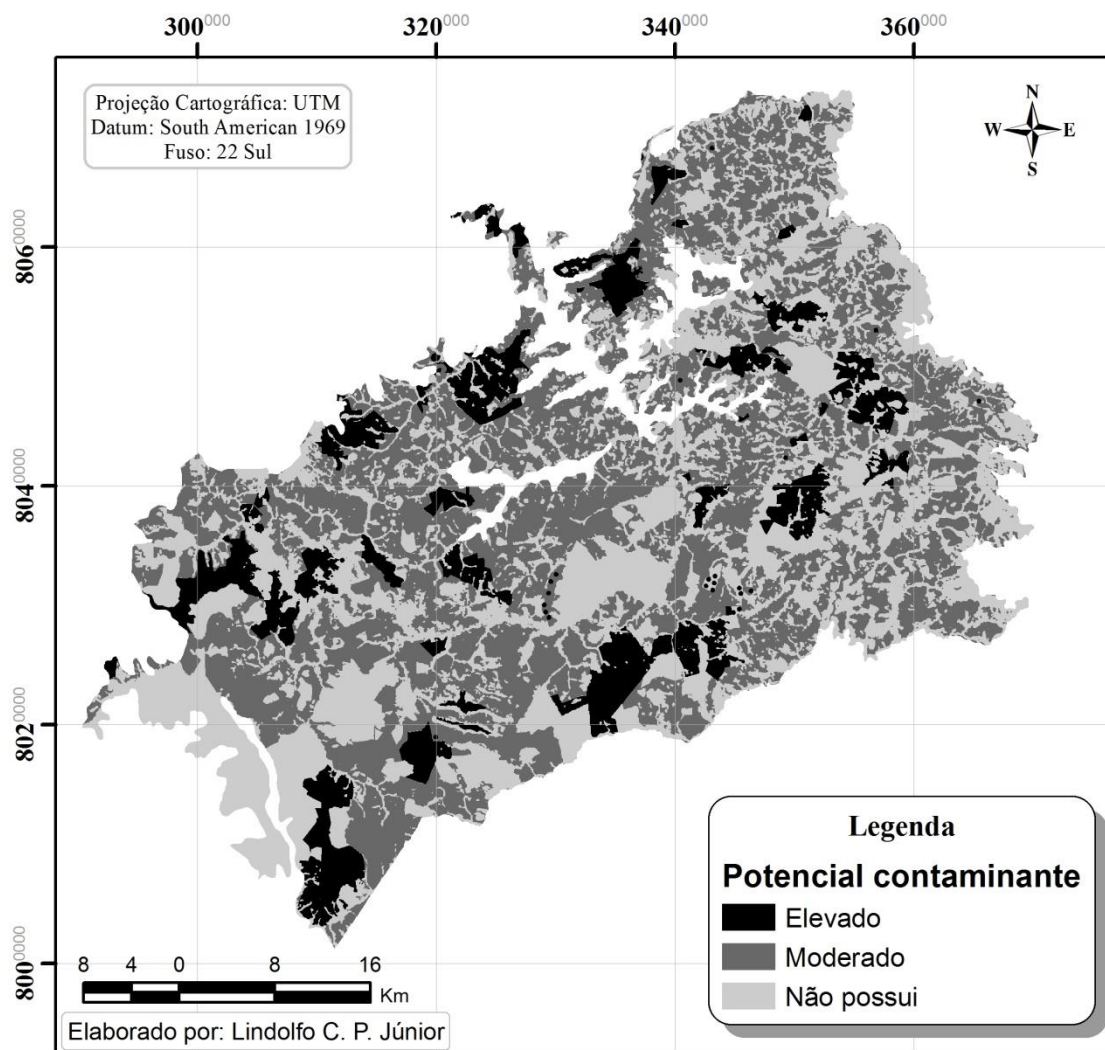 300000 320000 340000 360000
Projeção Cartográfica: UTM
Datum: South American 1969
Fuso: 22 Sul
N
W E
S
8060000
8040000
8020000
8000000
Legenda
Potencial contaminante
Elevado
Moderado
Não possui
8 4 0 8 16
Km
Elaborado por: Lindolfo C. P. Júnior